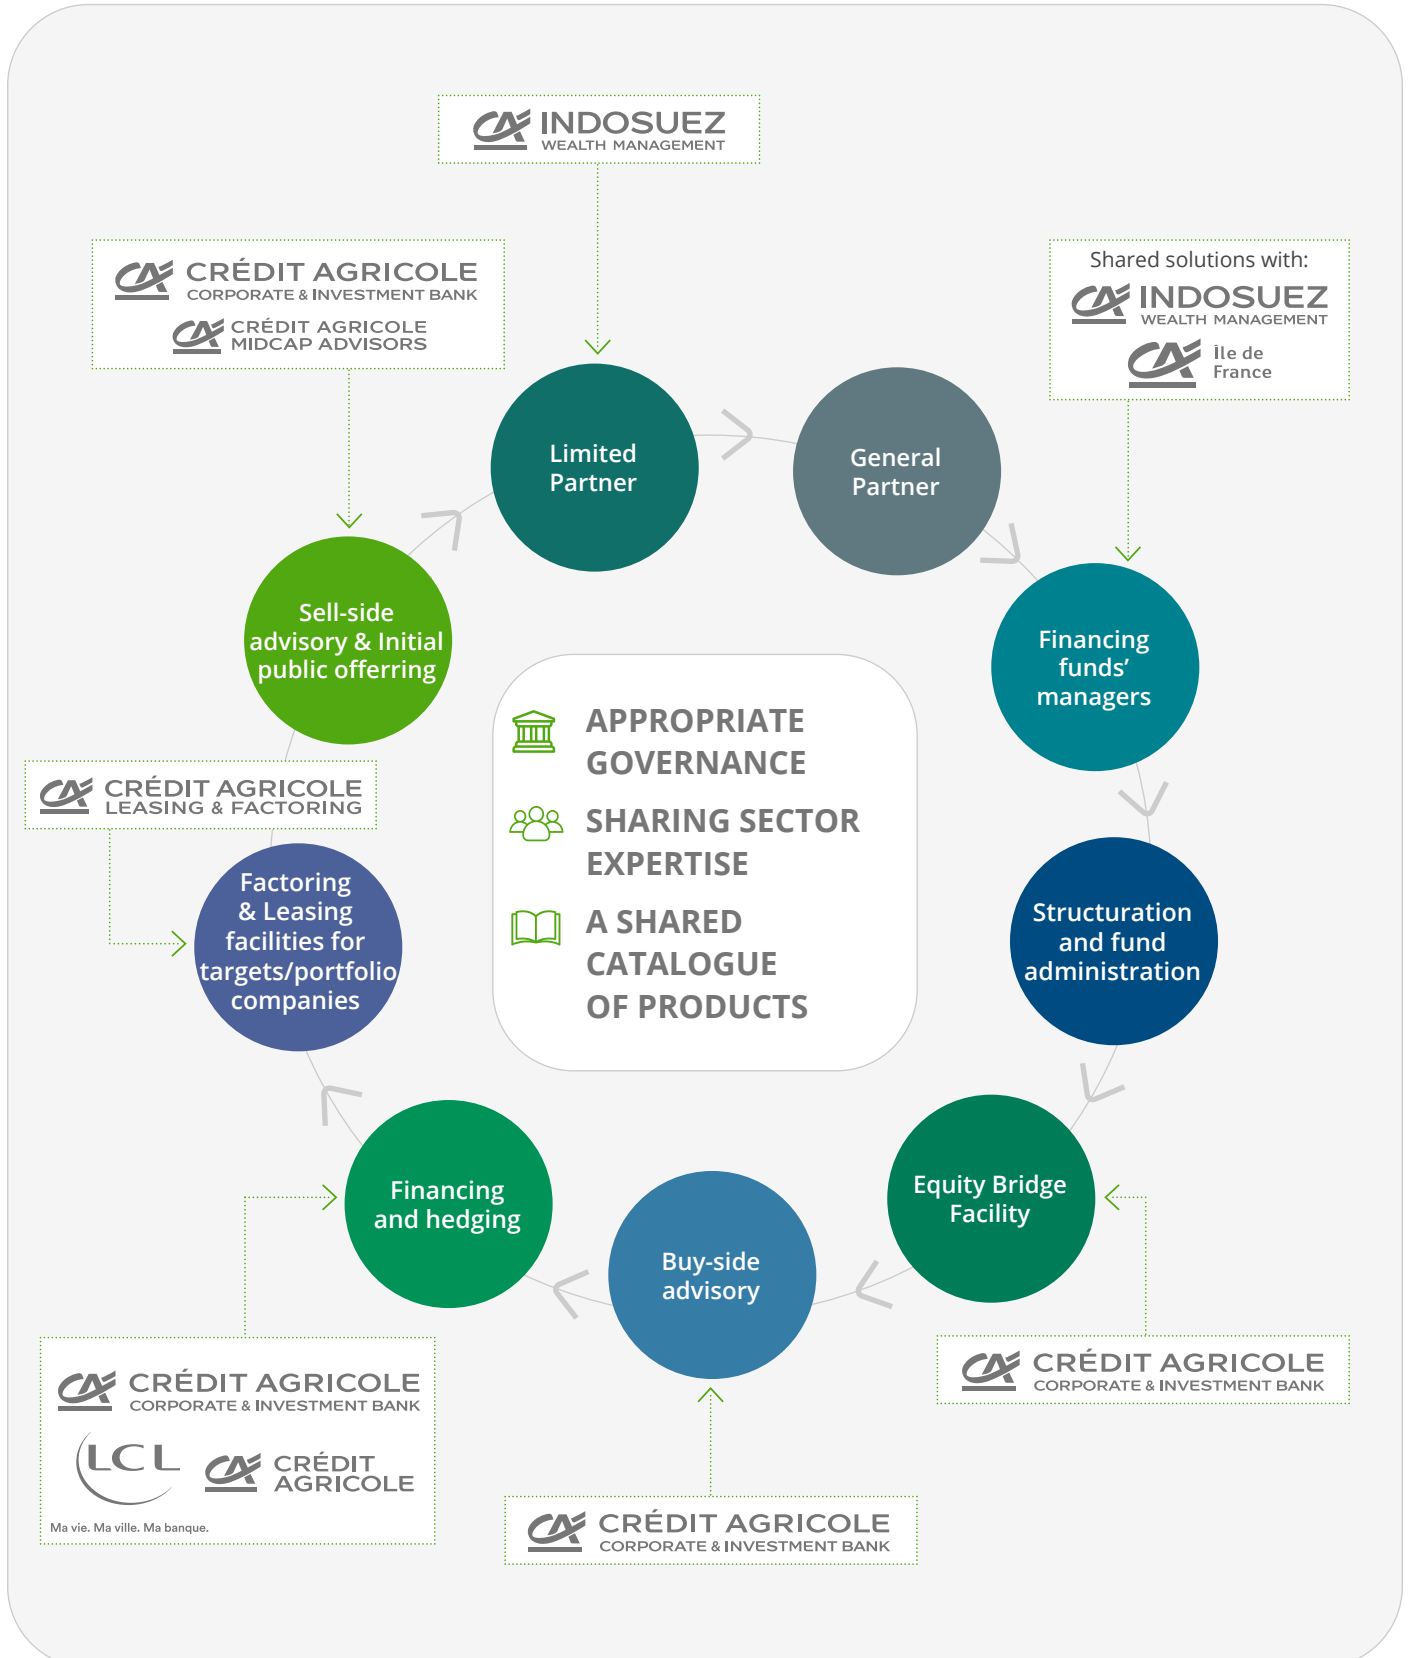 INDOSUEZ
WEALTH MANAGEMENT
CRÉDIT AGRICOLE
CORPORATE & INVESTMENT BANK
CRÉDIT AGRICOLE
MIDCAP ADVISORS
Shared solutions with:
INDOSUEZ
WEALTH MANAGEMENT
Île de
France
Limited
Partner
General
Partner
Sell-side
advisory & Initial
public offerring
Financing
funds’
managers
APPROPRIATE
GOVERNANCE
SHARING SECTOR
EXPERTISE
A SHARED
CATALOGUE
OF PRODUCTS
CRÉDIT AGRICOLE
LEASING & FACTORING
Factoring
& Leasing
facilities for
targets/portfolio
companies
Structuration
and fund
administration
Financing
and hedging
Buy-side
advisory
Equity Bridge
Facility
CRÉDIT AGRICOLE
CORPORATE & INVESTMENT BANK
LCL
CRÉDIT
AGRICOLE
Ma vie. Ma ville. Ma banque.
CRÉDIT AGRICOLE
CORPORATE & INVESTMENT BANK
CRÉDIT AGRICOLE
CORPORATE & INVESTMENT BANK